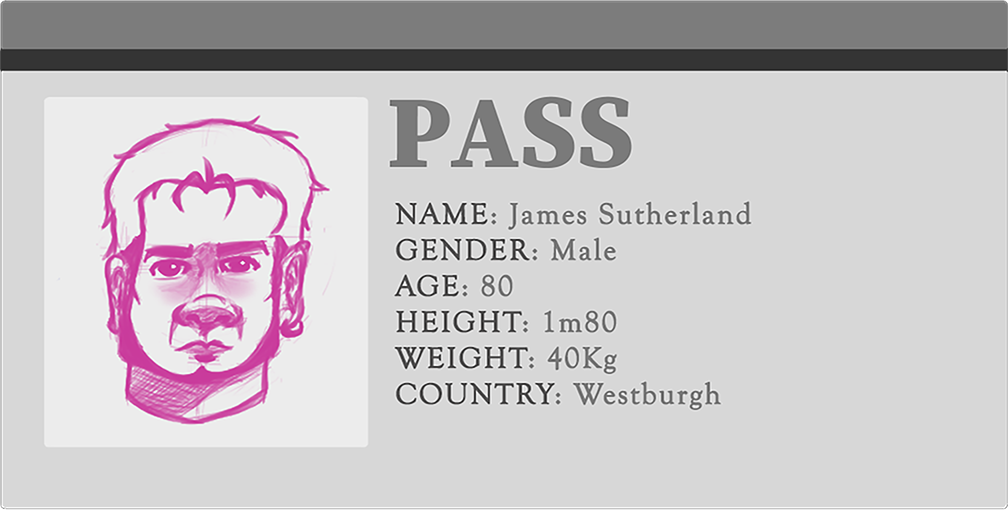 PASS
NAME: James Sutherland
GENDER: Male
AGE: 80
HEIGHT: 1m80
WEIGHT: 40Kg
COUNTRY: Westburgh